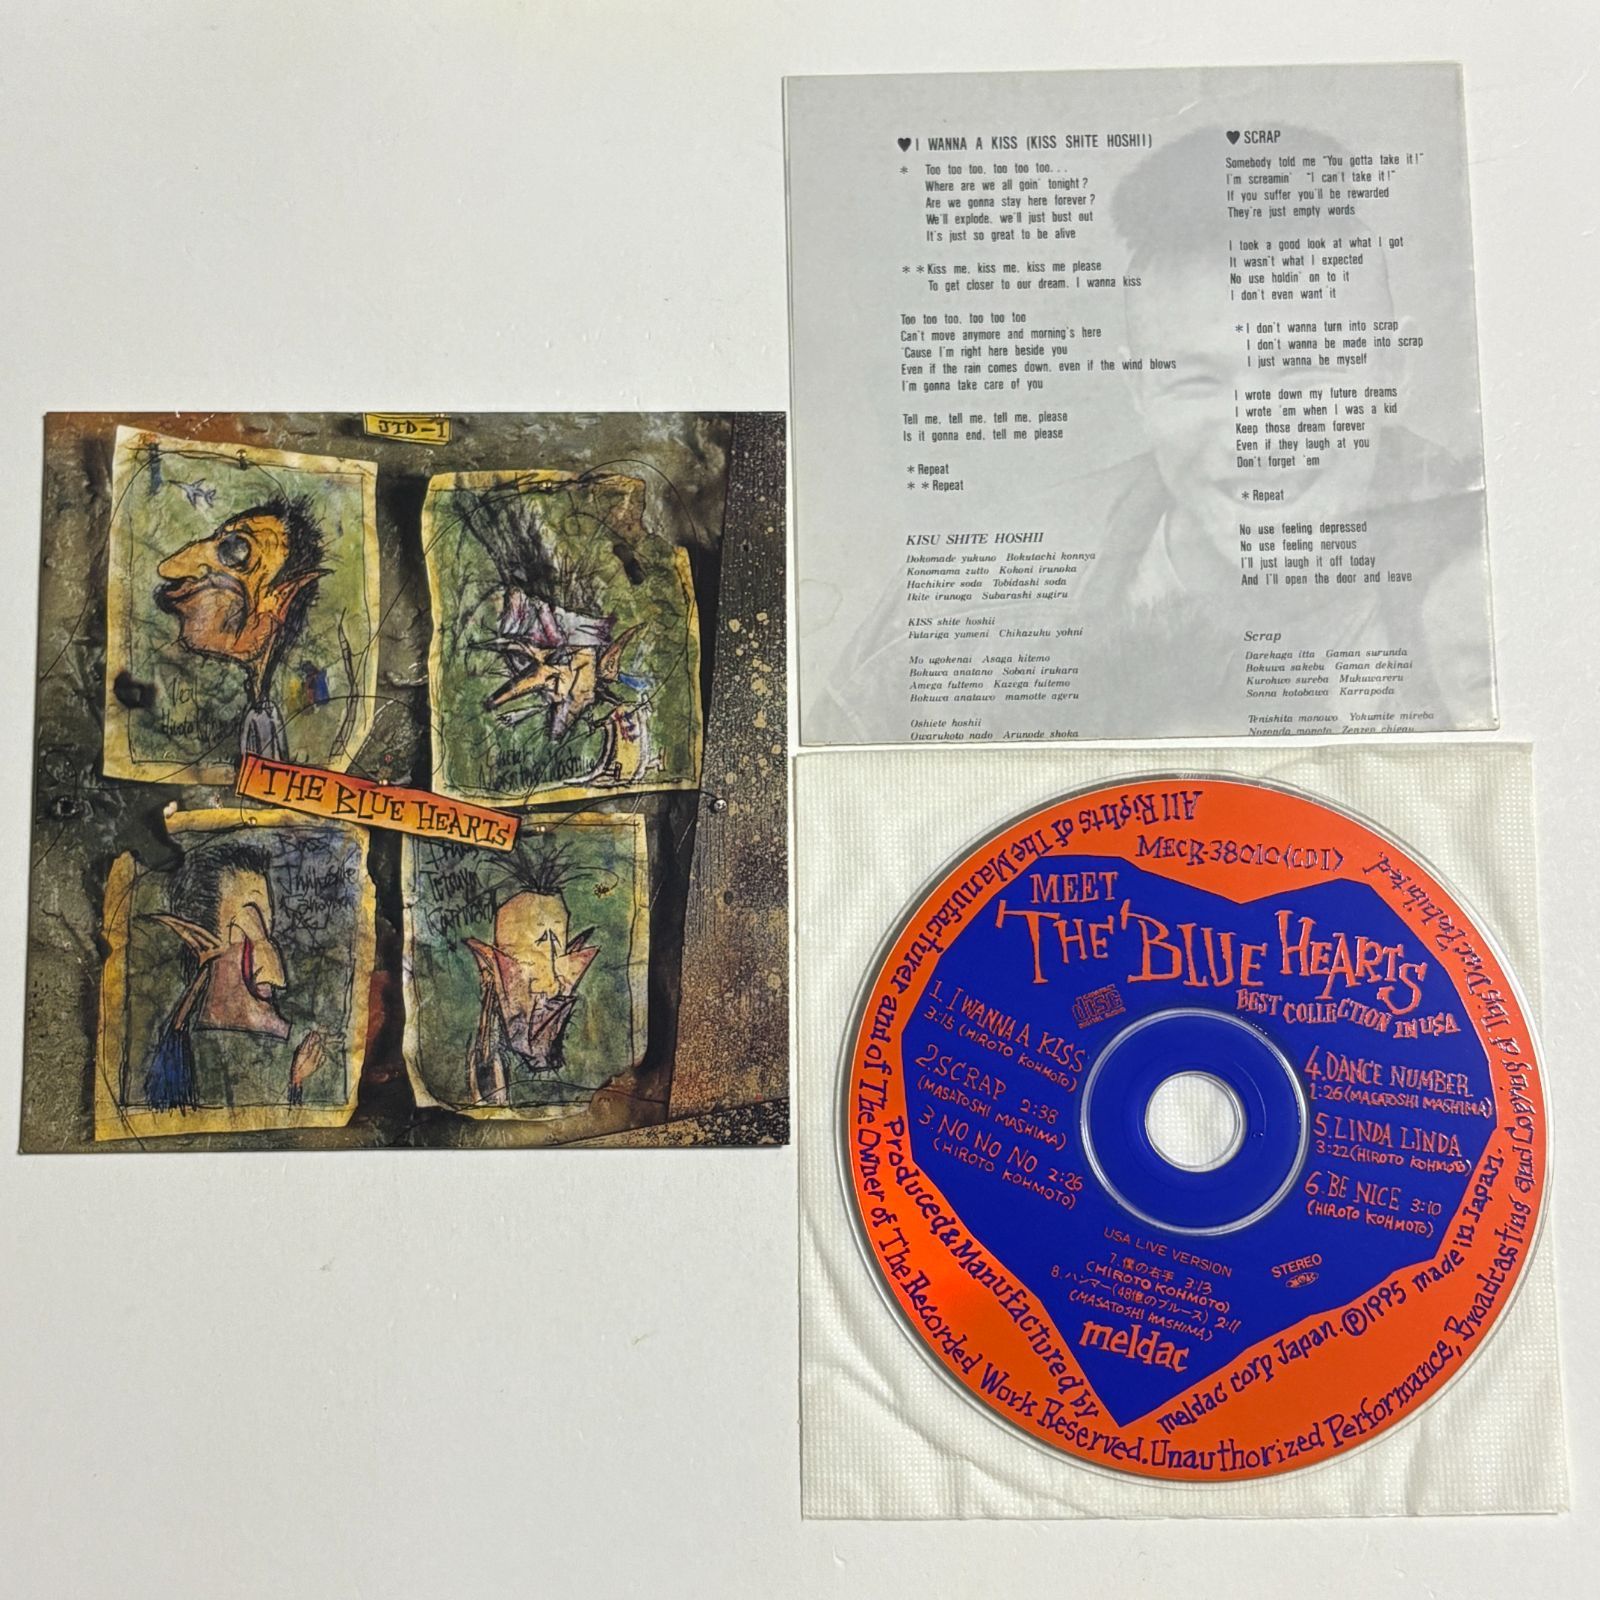 JTD-1
THE BLUE HEARTS
♥I WANNA A KISS (KISS SHITE HOSHII)
* Too too too, too too too...
Where are we all goin' tonight?
Are we gonna stay here forever?
We'll explode, we'll just bust out
It's just so great to be alive
* *Kiss me, kiss me, kiss me please
To get closer to our dream, I wanna kiss
Too too too, too too too
Can't move anymore and morning's here
'Cause I'm right here beside you
Even if the rain comes down, even if the wind blows
I'm gonna take care of you
Tell me, tell me, tell me, please
Is it gonna end, tell me please
* Repeat
* * Repeat
KISU SHITE HOSHII
Dokomade yukuno Bokutachi konnya
Konomama zutto Kokoni irunoka
Hachikire soda Tobidashi soda
Ikite irunoga Subarashi sugiru
KISS shite hoshii
Futariga yumeni Chikazuku yohni
Mo ugokenai Asaga kitemo
Bokuwa anatano Sobani irukara
Amega futtemo Kazega fuitemo
Bokuwa anatawo mamotte ageru
Oshiete hoshii
Owarukoto nado Arunode shoka
♥SCRAP
Somebody told me "You gotta take it!"
I'm screamin' "I can't take it!"
If you suffer you'll be rewarded
They're just empty words
I took a good look at what I got
It wasn't what I expected
No use holdin' on to it
I don't even want it
*I don't wanna turn into scrap
I don't wanna be made into scrap
I just wanna be myself
I wrote down my future dreams
I wrote 'em when I was a kid
Keep those dream forever
Even if they laugh at you
Don't forget 'em
* Repeat
No use feeling depressed
No use feeling nervous
I'll just laugh it off today
And I'll open the door and leave
Scrap
Darekaga itta Gaman surunda
Bokuwa sakebu Gaman dekinai
Kurohwo sureba Mukuwareru
Sonna kotobawa Karrapoda
Tenishita monowo Yokumite mireba
Nozonda monoto Zenzen chigau
MECR-38010<CD1>
MEET
THE BLUE HEARTS
BEST COLLECTION IN USA
COMPACT
disc
DIGITAL AUDIO
1. I WANNA A KISS
3:15 (HIROTO KOHMOTO)
2. SCRAP 2:38
(MASATOSHI MASHIMA)
3. NO NO NO 2:26
(HIROTO KOHMOTO)
4. DANCE NUMBER
1:26 (MASATOSHI MASHIMA)
5. LINDA LINDA
3:22 (HIROTO KOHMOTO)
6. BE NICE 3:10
(HIROTO KOHMOTO)
USA LIVE VERSION
7. 僕の右手 3:13
(HIROTO KOHMOTO)
8. ハンマー(48億のブルース) 2:11
(MASATOSHI MASHIMA)
STEREO
meldac
Produced & Manufactured by meldac corp Japan. ℗1995 made in Japan.
All Rights of The Manufacturer and of The Owner of The Recorded Work Reserved. Unauthorized Performance, Broadcasting and Copying of This Disc Prohibited.